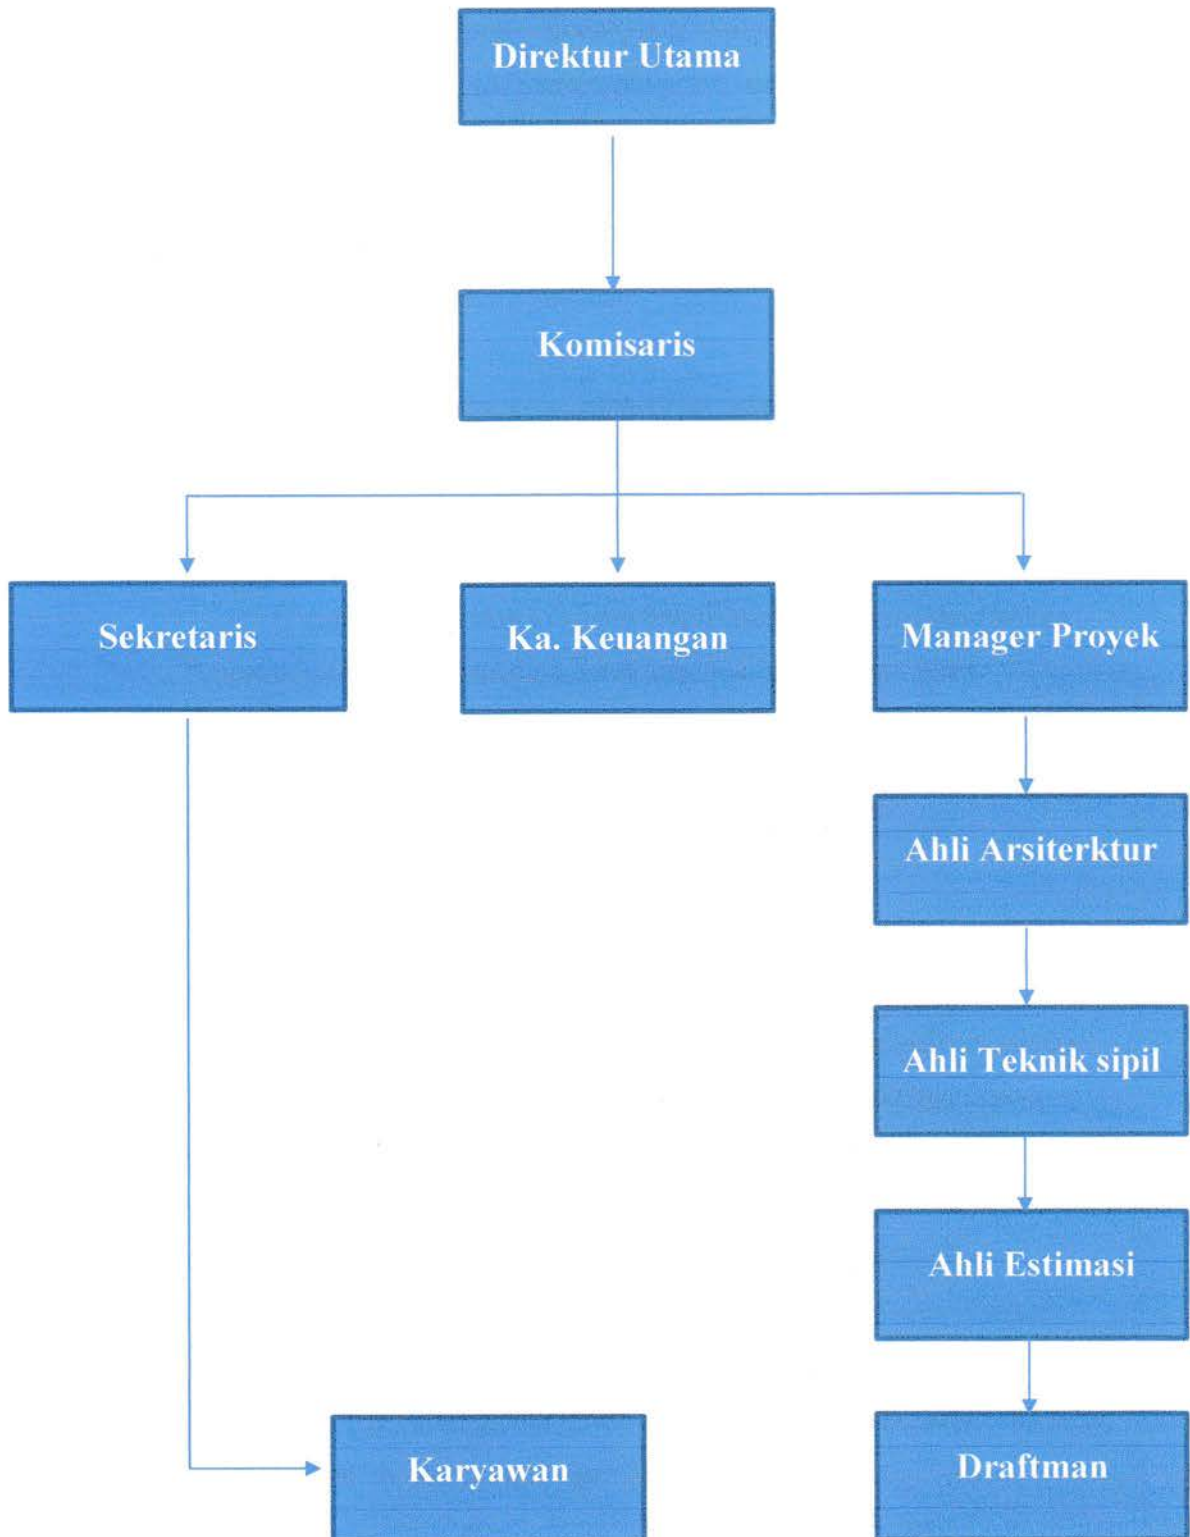 Direktur Utama
Komisaris
Sekretaris
Ka. Keuangan
Manager Proyek
Ahli Arsiterktur
Ahli Teknik sipil
Ahli Estimasi
Karyawan
Draftman